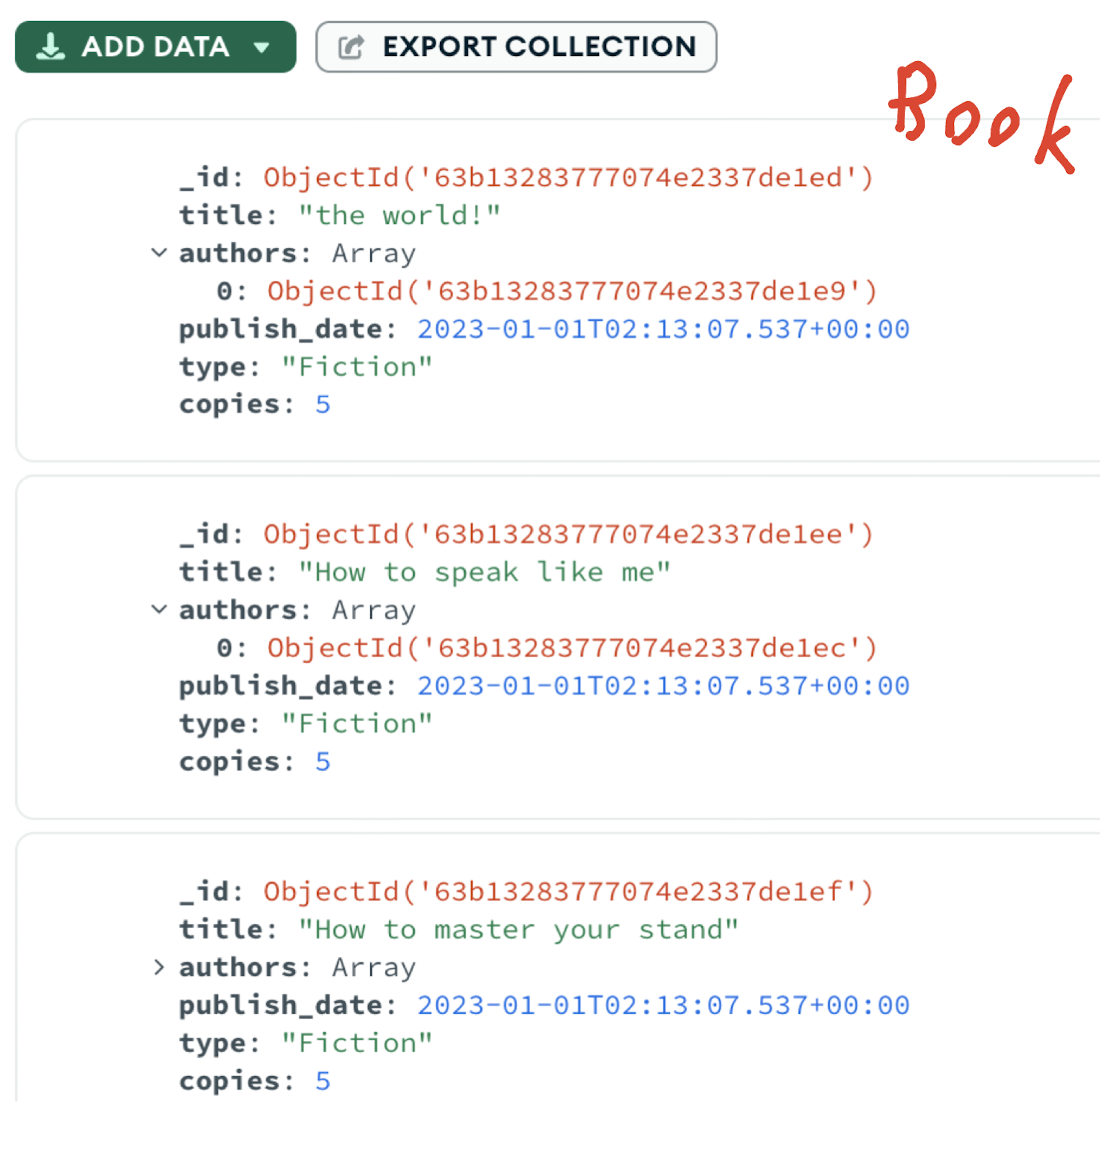 ADD DATA EXPORT COLLECTION
Book
_id: ObjectId('63b13283777074e2337de1ed')
title: "the world!"
authors: Array
0: ObjectId('63b13283777074e2337de1e9')
publish_date: 2023-01-01T02:13:07.537+00:00
type: "Fiction"
copies: 5
_id: ObjectId('63b13283777074e2337de1ee')
title: "How to speak like me"
authors: Array
0: ObjectId('63b13283777074e2337de1ec')
publish_date: 2023-01-01T02:13:07.537+00:00
type: "Fiction"
copies: 5
_id: ObjectId('63b13283777074e2337de1ef')
title: "How to master your stand"
authors: Array
publish_date: 2023-01-01T02:13:07.537+00:00
type: "Fiction"
copies: 5